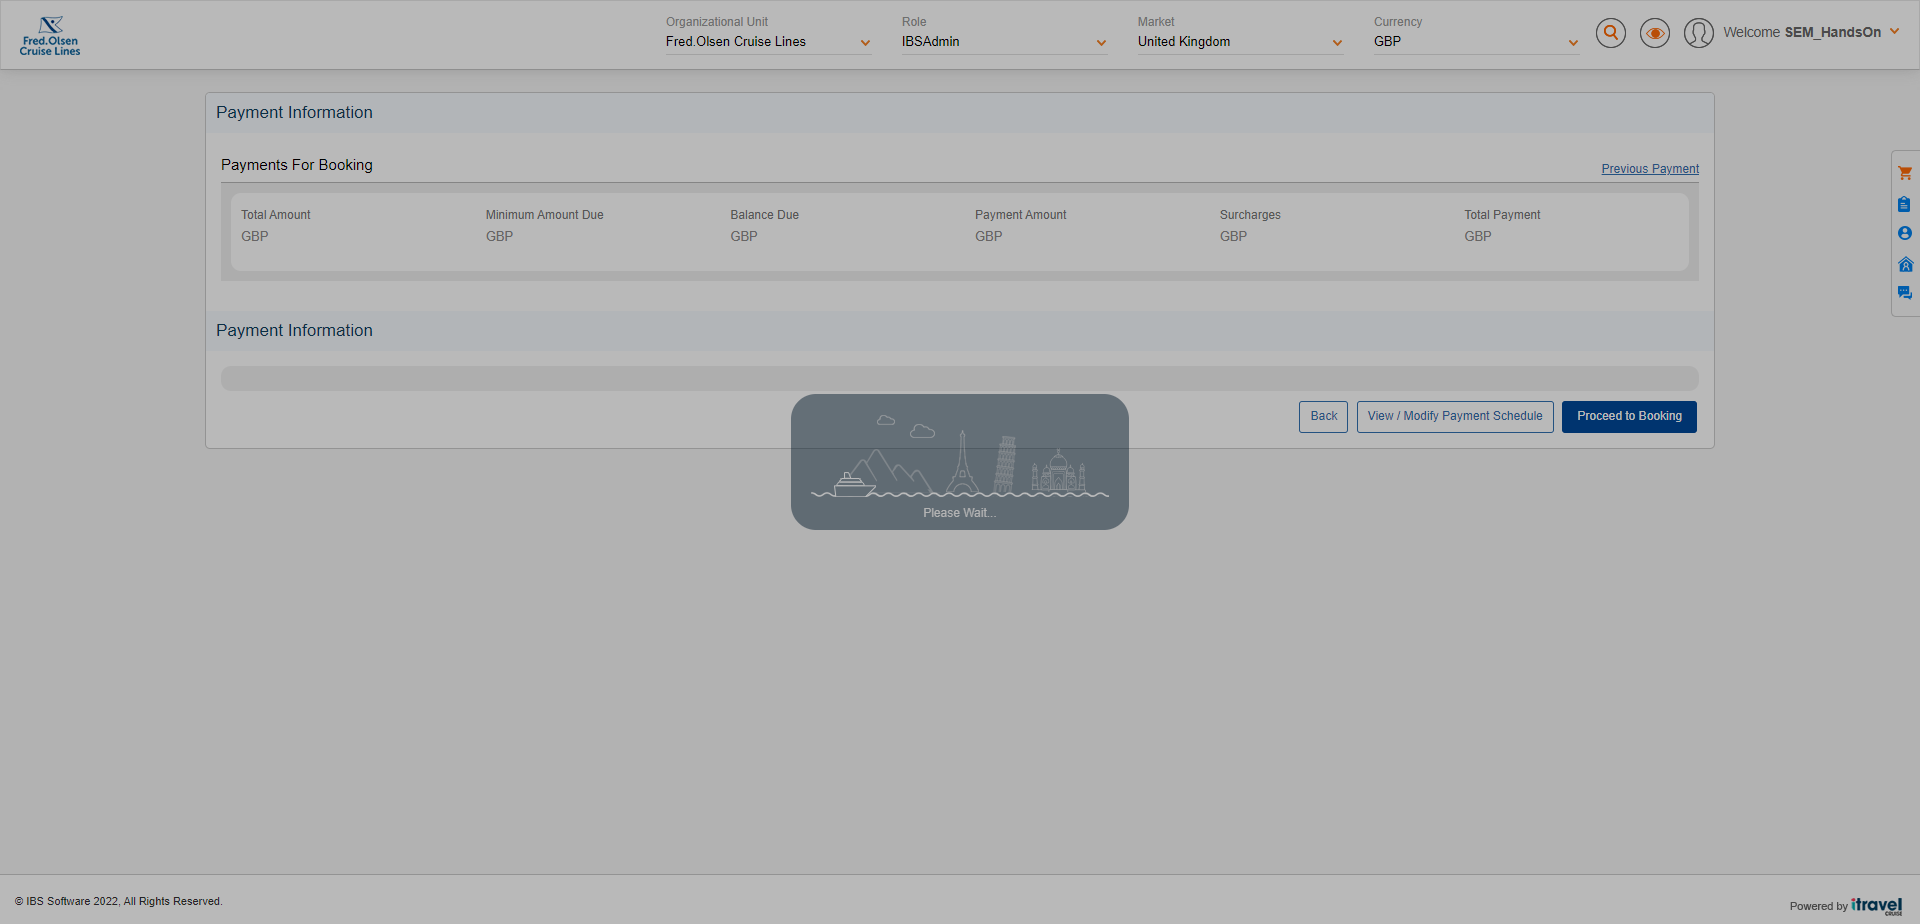 Fred.Olsen
Cruise Lines
Organizational Unit
Fred.Olsen Cruise Lines
Role
IBSAdmin
Market
United Kingdom
Currency
GBP
Welcome SEM_HandsOn
Payment Information
Payments For Booking
Previous Payment
Total Amount
GBP
Minimum Amount Due
GBP
Balance Due
GBP
Payment Amount
GBP
Surcharges
GBP
Total Payment
GBP
Payment Information
Back
View / Modify Payment Schedule
Proceed to Booking
Please Wait...
© IBS Software 2022, All Rights Reserved.
Powered by itravel
CRUISE